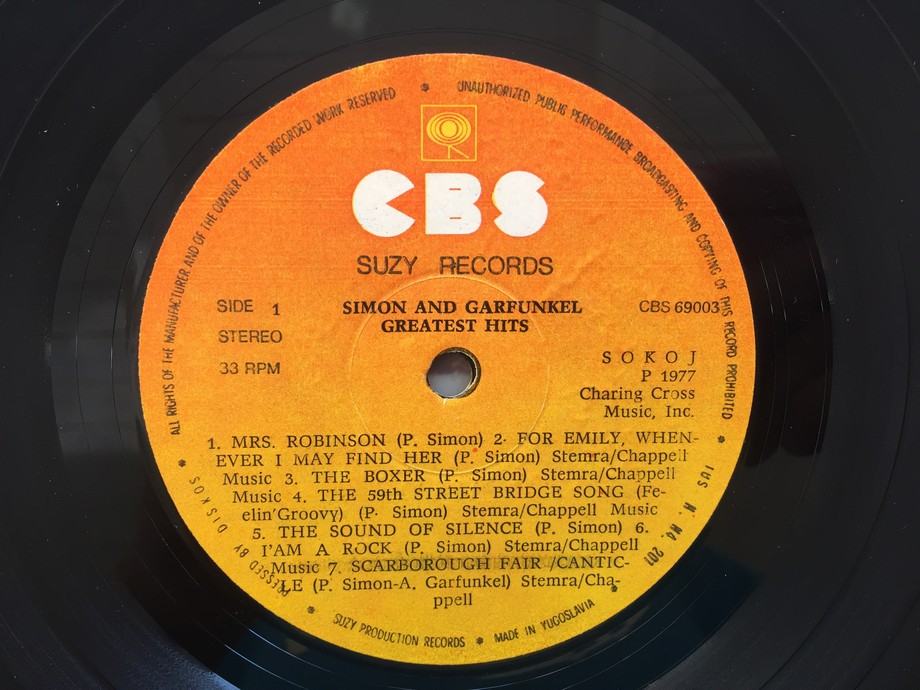 ALL RIGHTS OF THE MANUFACTURER AND OF THE OWNER OF THE RECORDED WORK RESERVED * UNAUTHORIZED PUBLIC PERFORMANCE BROADCASTING AND COPYING OF THIS RECORD PROHIBITED
CBS
SUZY RECORDS
SIDE 1
STEREO
33 RPM
SIMON AND GARFUNKEL
GREATEST HITS
CBS 69003
SOKOJ
P 1977
Charing Cross
Music, Inc.
1. MRS. ROBINSON (P. Simon) 2. FOR EMILY, WHEN-
EVER I MAY FIND HER (P. Simon) Stemra/Chappell
Music 3. THE BOXER (P. Simon) Stemra/Chappell
Music 4. THE 59th STREET BRIDGE SONG (Fe-
elin'Groovy) (P. Simon) Stemra/Chappell Music
5. THE SOUND OF SILENCE (P. Simon) 6.
I'AM A ROCK (P. Simon) Stemra/Chappell
Music 7. SCARBOROUGH FAIR /CANTIC-
LE (P. Simon-A. Garfunkel) Stemra/Cha-
ppell
PRESSED BY DISKOS
SUZY PRODUCTION RECORDS * MADE IN YUGOSLAVIA
JUS N. N4. 201